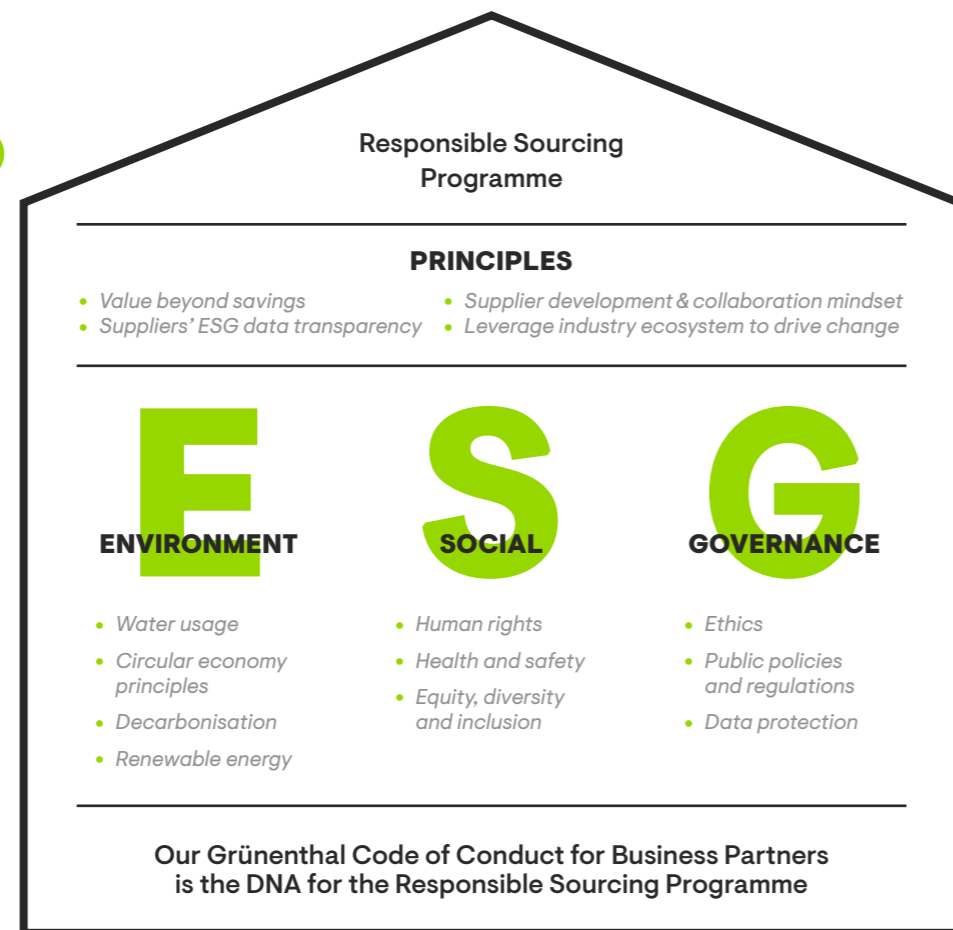 Responsible Sourcing
Programme
PRINCIPLES
• Value beyond savings
• Suppliers’ ESG data transparency
• Supplier development & collaboration mindset
• Leverage industry ecosystem to drive change
E
ENVIRONMENT
• Water usage
• Circular economy
principles
• Decarbonisation
• Renewable energy
S
SOCIAL
• Human rights
• Health and safety
• Equity, diversity
and inclusion
G
GOVERNANCE
• Ethics
• Public policies
and regulations
• Data protection
Our Grünenthal Code of Conduct for Business Partners
is the DNA for the Responsible Sourcing Programme